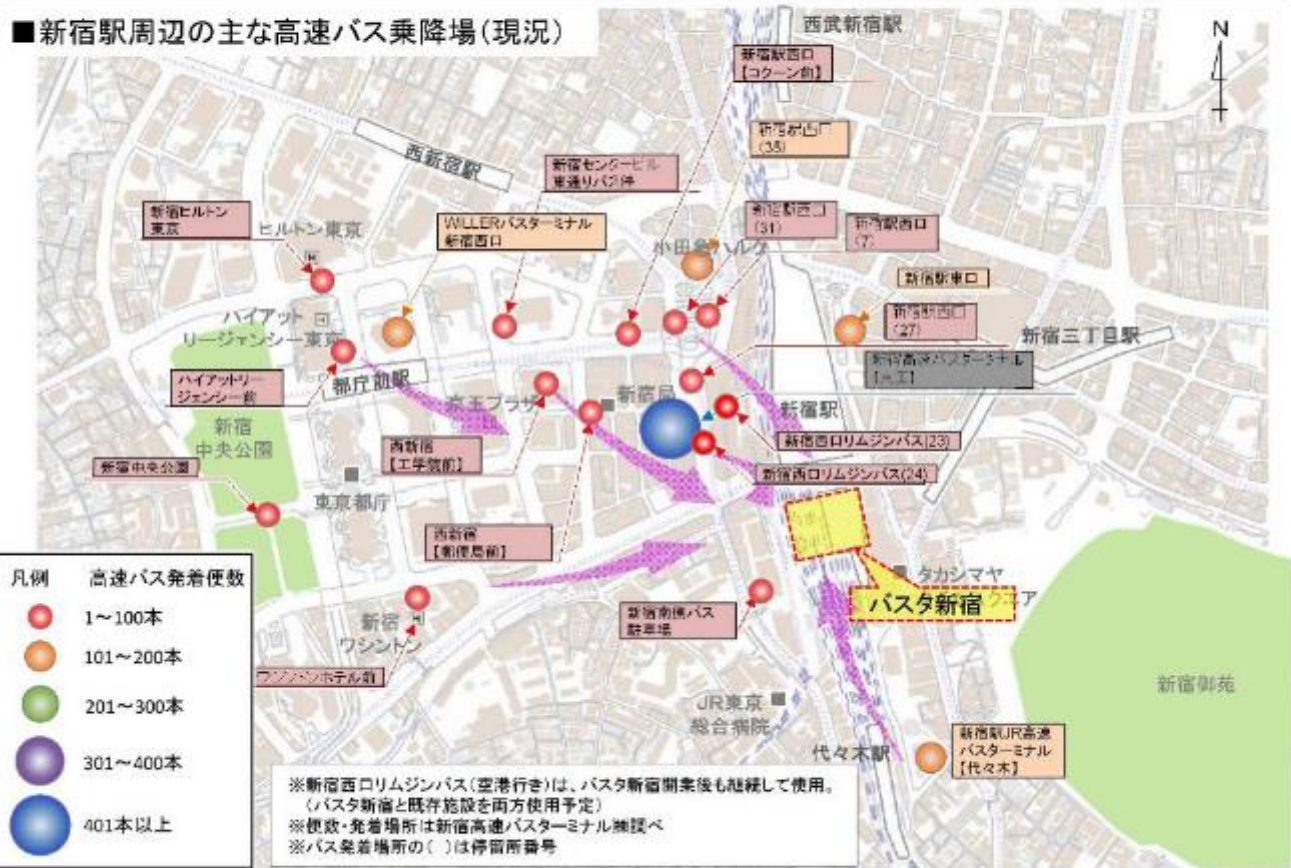 ■新宿駅周辺の主な高速バス乗降場(現況)
西武新宿駅
N
新宿駅西口
【コクーン前】
新宿駅西口
(35)
西新宿駅
新宿センタービル
東通りバス停
新宿ヒルトン
東京
ヒルトン東京
WILLERバスターミナル
新宿西口
新宿駅西口
(31)
新宿駅西口
(7)
小田急ハルク
新宿駅東口
新宿駅西口
(27)
新宿三丁目駅
ハイアット
リージェンシー東京
新宿高速バスターミナル
ハイアットリー
ジェンシー前
都庁前駅
京王プラザ
新宿局
新宿駅
新宿
中央公園
西新宿
【工学院前】
新宿西口リムジンバス(23)
新宿中央公園
新宿西口リムジンバス(24)
東京都庁
西新宿
【郵便局前】
タカシマヤ
バスタ新宿
新宿
ワシントン
新宿南口バス
駐車場
ワシントンホテル前
新宿御苑
JR東京
総合病院
代々木駅
新宿駅JR高速
バスターミナル
【代々木】
凡例 高速バス発着便数
1～100本
101～200本
201～300本
301～400本
401本以上
※新宿西口リムジンバス(空港行き)は、バスタ新宿開業後も継続して使用。
(バスタ新宿と既存施設を両方使用予定)
※便数・発着場所は新宿高速バスターミナル㈱調べ
※バス発着場所の( )は停留所番号